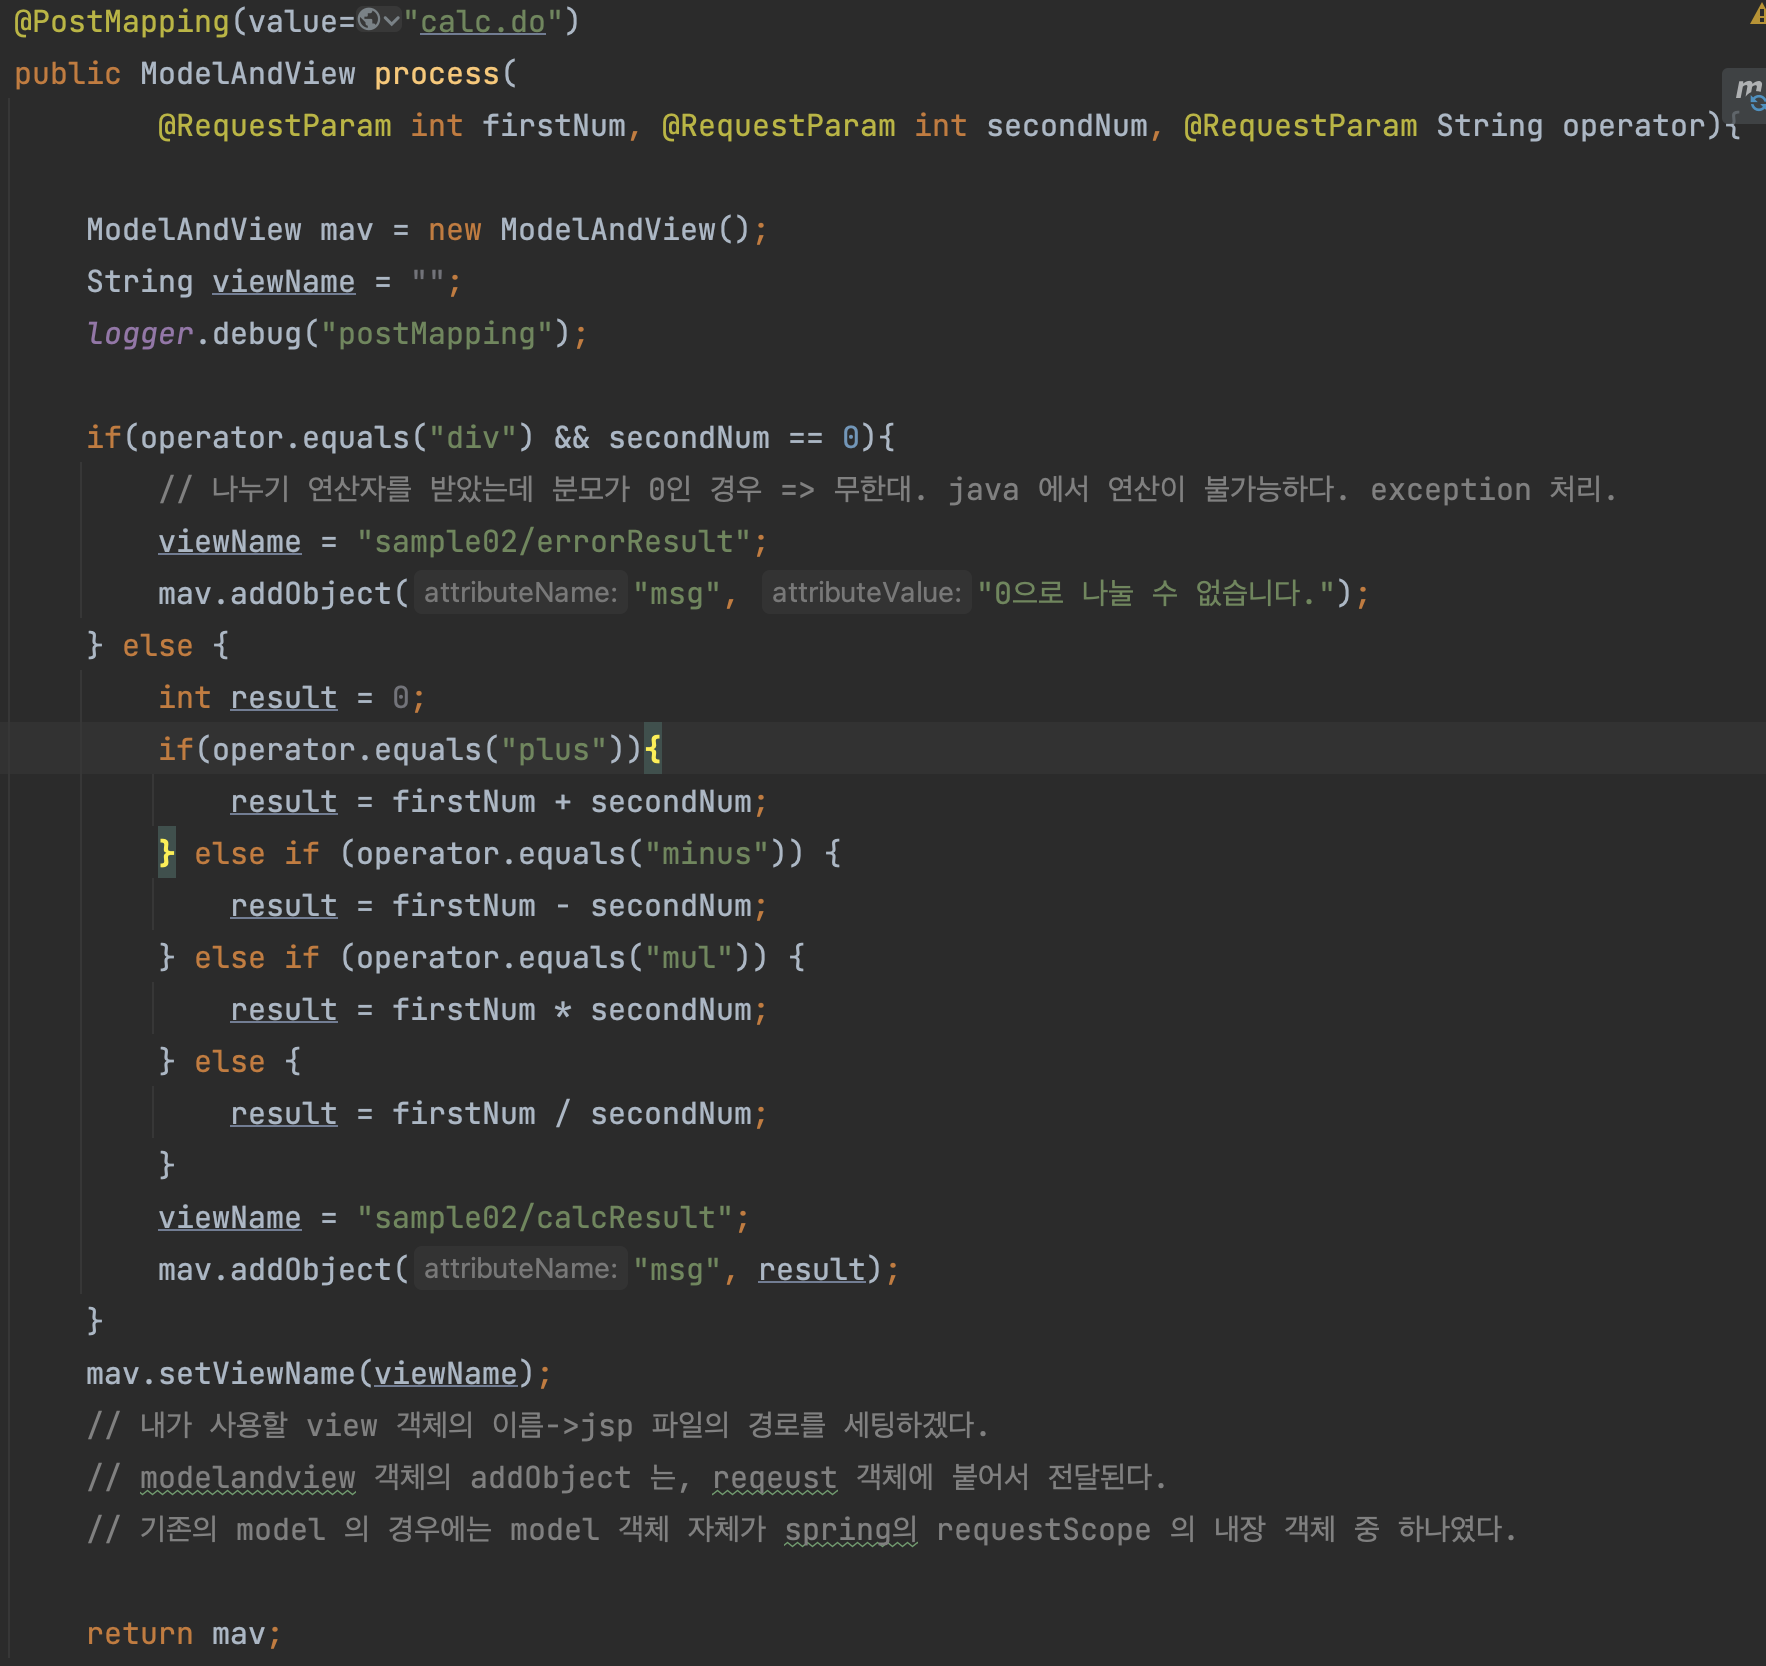 @PostMapping(value="calc.do")
public ModelAndView process(
@RequestParam int firstNum, @RequestParam int secondNum, @RequestParam String operator){
ModelAndView mav = new ModelAndView();
String viewName = "";
logger.debug("postMapping");
if(operator.equals("div") && secondNum == 0){
// 나누기 연산자를 받았는데 분모가 0인 경우 => 무한대. java 에서 연산이 불가능하다. exception 처리.
viewName = "sample02/errorResult";
mav.addObject( attributeName: "msg", attributeValue: "0으로 나눌 수 없습니다.");
} else {
int result = 0;
if(operator.equals("plus")){
result = firstNum + secondNum;
} else if (operator.equals("minus")) {
result = firstNum - secondNum;
} else if (operator.equals("mul")) {
result = firstNum * secondNum;
} else {
result = firstNum / secondNum;
}
viewName = "sample02/calcResult";
mav.addObject( attributeName: "msg", result);
}
mav.setViewName(viewName);
// 내가 사용할 view 객체의 이름->jsp 파일의 경로를 세팅하겠다.
// modelandview 객체의 addObject 는, reqeust 객체에 붙어서 전달된다.
// 기존의 model 의 경우에는 model 객체 자체가 spring의 requestScope 의 내장 객체 중 하나였다.
return mav;